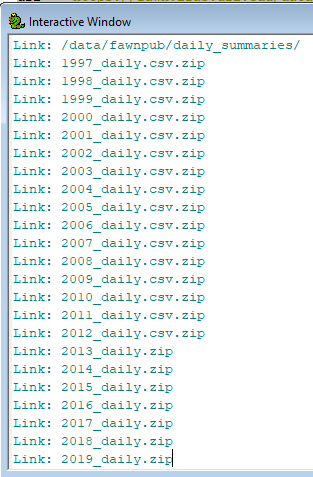 Interactive Window
Link: /data/fawnpub/daily_summaries/
Link: 1997_daily.csv.zip
Link: 1998_daily.csv.zip
Link: 1999_daily.csv.zip
Link: 2000_daily.csv.zip
Link: 2001_daily.csv.zip
Link: 2002_daily.csv.zip
Link: 2003_daily.csv.zip
Link: 2004_daily.csv.zip
Link: 2005_daily.csv.zip
Link: 2006_daily.csv.zip
Link: 2007_daily.csv.zip
Link: 2008_daily.csv.zip
Link: 2009_daily.csv.zip
Link: 2010_daily.csv.zip
Link: 2011_daily.csv.zip
Link: 2012_daily.csv.zip
Link: 2013_daily.zip
Link: 2014_daily.zip
Link: 2015_daily.zip
Link: 2016_daily.zip
Link: 2017_daily.zip
Link: 2018_daily.zip
Link: 2019_daily.zip